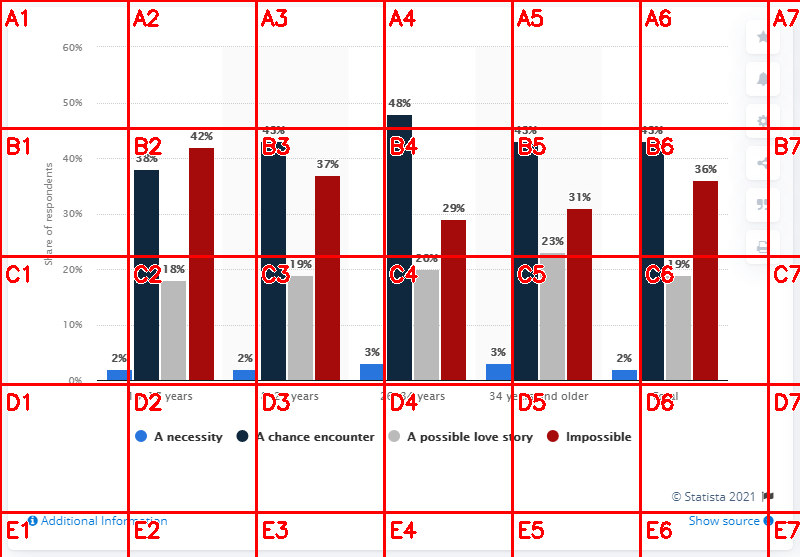 A1 A2 A3 A4 A5 A6 A7
60%
50%
48%
43% 43% 43%
42%
B1 B2 B3 B4 B5 B6 B7
38%
40%
37%
36%
31%
30%
29%
23%
Share of respondents
20%
19% 19%
18%
20%
C1 C2 C3 C4 C5 C6 C7
10%
2% 2% 3% 3% 2%
0%
years years years 34 years and older Total
D1 D2 D3 D4 D5 D6 D7
A necessity A chance encounter A possible love story Impossible
© Statista 2021
Additional Information Show source
E1 E2 E3 E4 E5 E6 E7